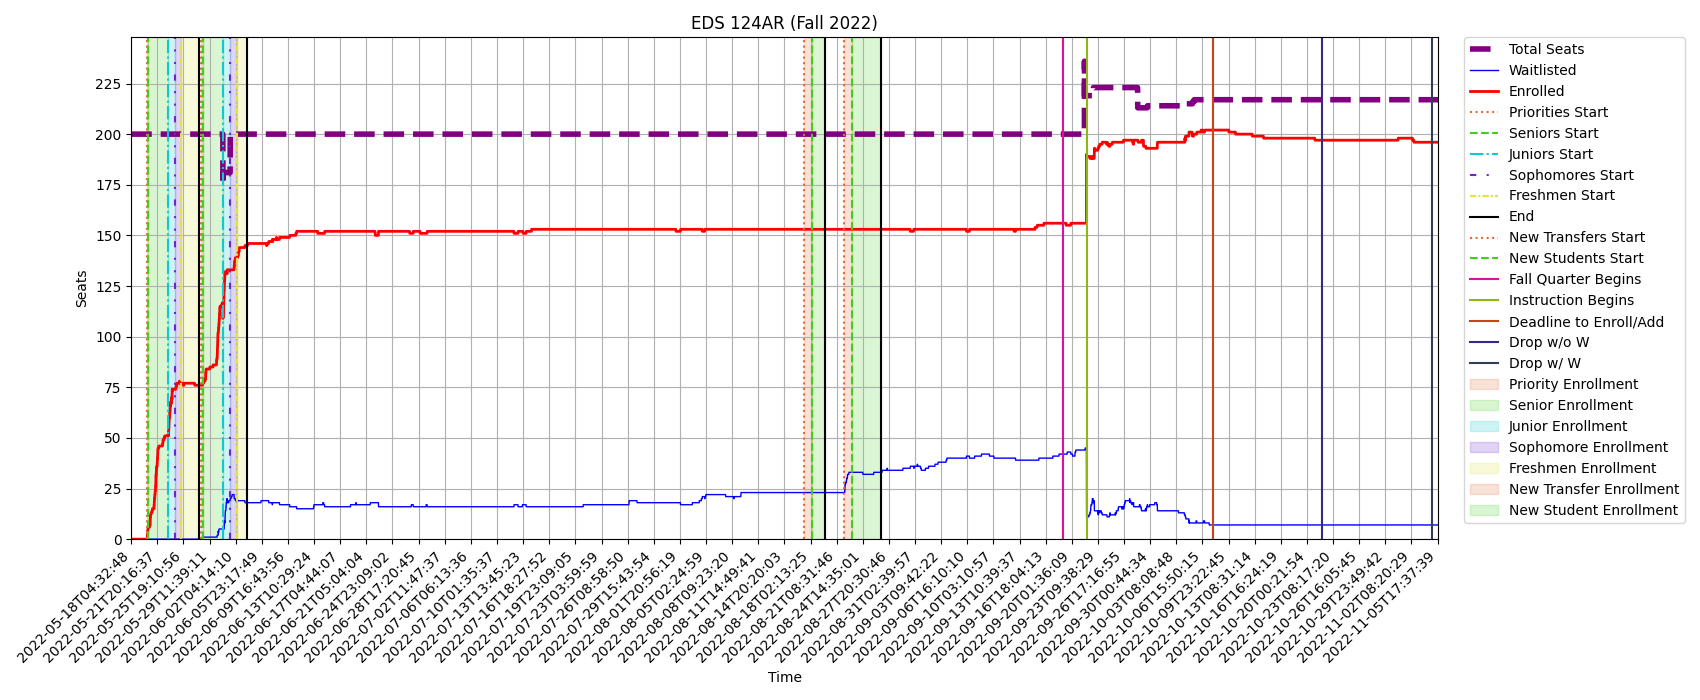 EDS 124AR (Fall 2022)
Seats
225
200
175
150
125
100
75
50
25
0
2022-05-18T04:32:48
2022-05-21T20:16:37
2022-05-25T19:10:56
2022-05-29T11:39:11
2022-06-02T04:14:10
2022-06-05T23:17:49
2022-06-09T16:43:56
2022-06-13T10:29:24
2022-06-17T04:44:07
2022-06-21T05:04:04
2022-06-24T23:09:02
2022-06-28T17:20:45
2022-07-02T11:47:37
2022-07-06T06:13:36
2022-07-10T01:35:37
2022-07-13T13:45:23
2022-07-16T18:27:52
2022-07-19T23:09:05
2022-07-23T03:59:59
2022-07-26T08:58:50
2022-07-29T15:43:54
2022-08-01T20:56:19
2022-08-05T02:24:59
2022-08-08T09:23:20
2022-08-11T14:49:41
2022-08-14T20:20:03
2022-08-18T02:13:25
2022-08-21T08:31:46
2022-08-24T14:35:01
2022-08-27T20:30:46
2022-08-31T02:39:57
2022-09-03T09:42:22
2022-09-06T16:10:10
2022-09-10T03:10:57
2022-09-13T10:39:37
2022-09-16T18:04:13
2022-09-20T01:36:09
2022-09-23T09:38:29
2022-09-26T17:16:55
2022-09-30T00:44:34
2022-10-03T08:08:48
2022-10-06T15:50:15
2022-10-09T23:22:45
2022-10-13T08:31:14
2022-10-16T16:24:19
2022-10-20T00:21:54
2022-10-23T08:17:20
2022-10-26T16:05:45
2022-10-29T23:49:42
2022-11-02T08:20:29
2022-11-05T17:37:39
Time
Total Seats
Waitlisted
Enrolled
Priorities Start
Seniors Start
Juniors Start
Sophomores Start
Freshmen Start
End
New Transfers Start
New Students Start
Fall Quarter Begins
Instruction Begins
Deadline to Enroll/Add
Drop w/o W
Drop w/ W
Priority Enrollment
Senior Enrollment
Junior Enrollment
Sophomore Enrollment
Freshmen Enrollment
New Transfer Enrollment
New Student Enrollment